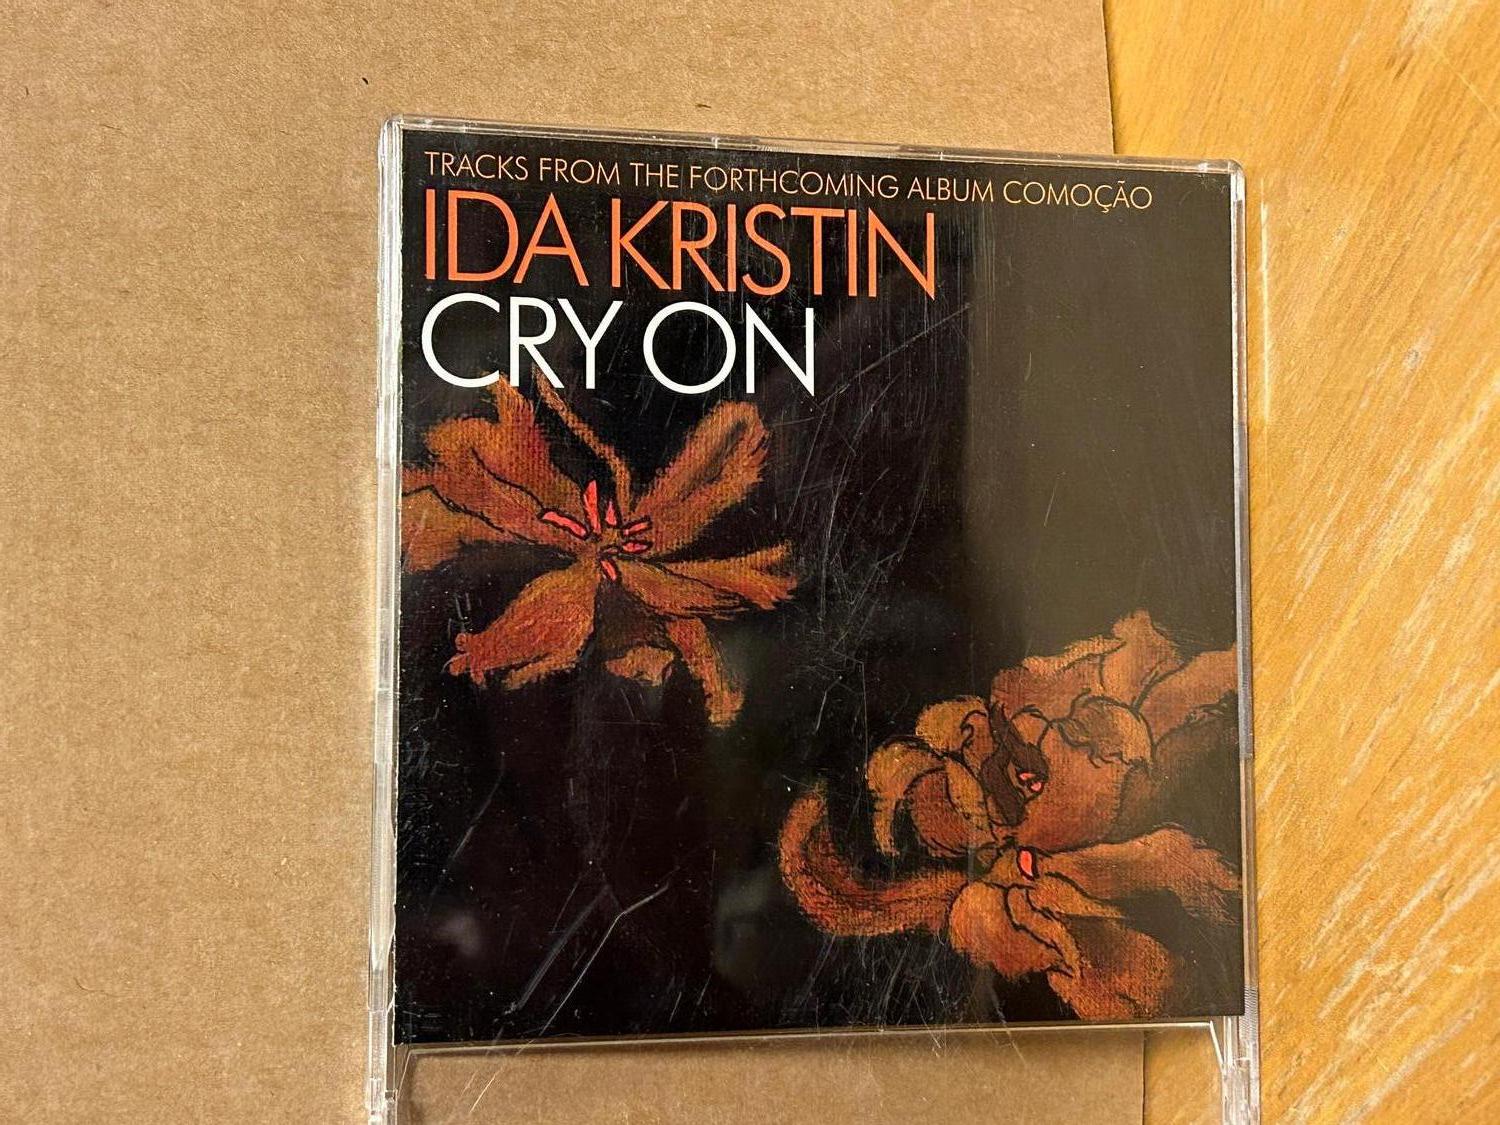 TRACKS FROM THE FORTHCOMING ALBUM COMOÇÃO
IDA KRISTIN
CRY ON